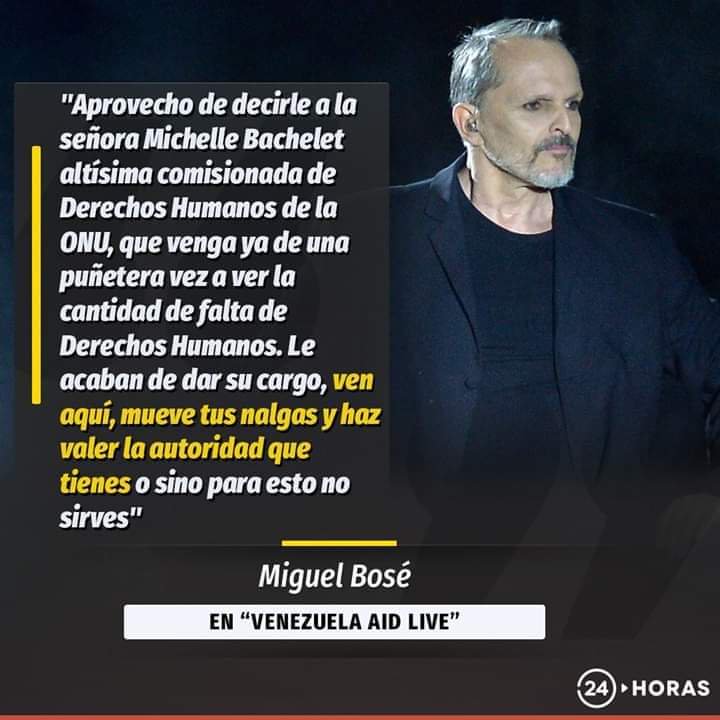 "Aprovecho de decirle a la
señora Michelle Bachelet
altísima comisionada de
Derechos Humanos de la
ONU, que venga ya de una
puñetera vez a ver la
cantidad de falta de
Derechos Humanos. Le
acaban de dar su cargo, ven
aquí, mueve tus nalgas y haz
valer la autoridad que
tienes o sino para esto no
sirves"
Miguel Bosé
EN “VENEZUELA AID LIVE”
24 HORAS